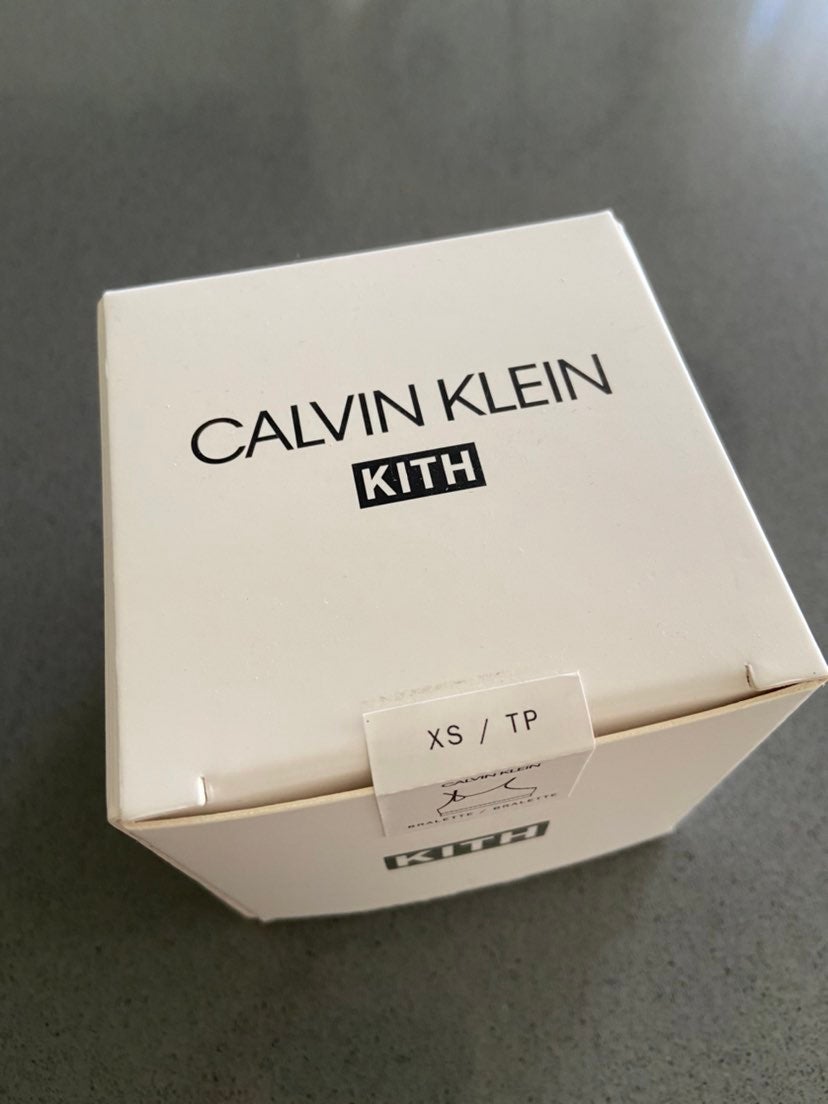 CALVIN KLEIN
KITH
XS / TP
CALVIN KLEIN
BRALETTE / BRALETTE
KITH